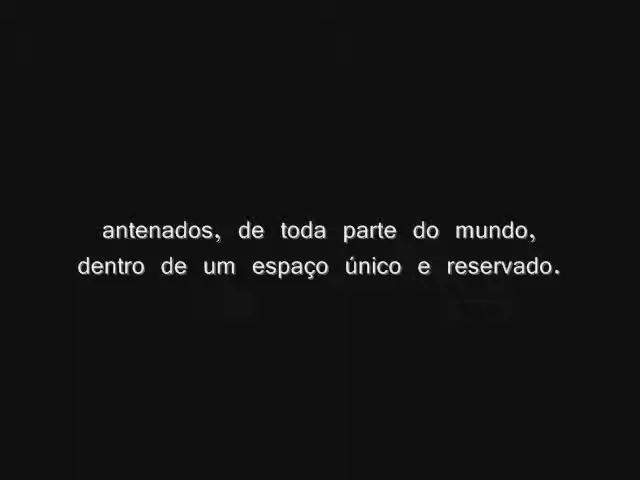 antenados, de toda parte do mundo,
dentro de um espaço único e reservado.